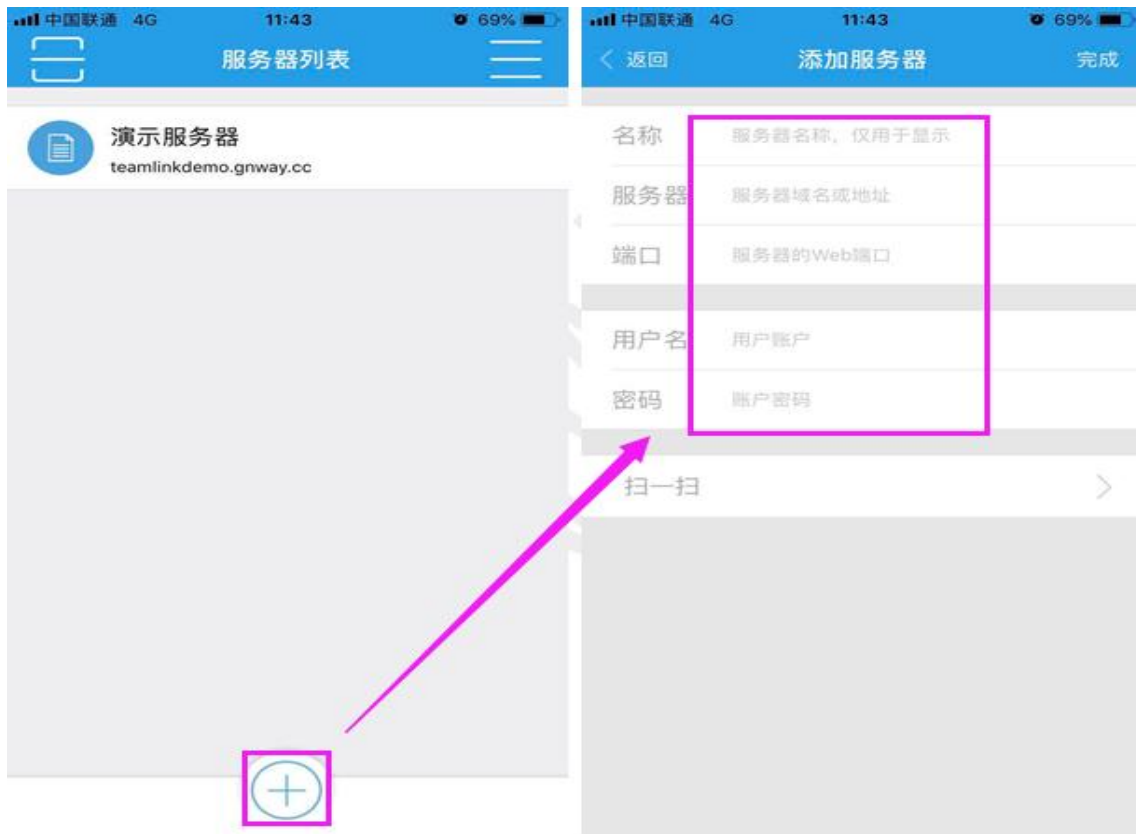 中国联通 4G 11:43 69%
服务器列表
演示服务器
teamlinkdemo.gnway.cc
中国联通 4G 11:43 69%
返回 添加服务器 完成
名称 服务器名称，仅用于显示
服务器 服务器域名或地址
端口 服务器的Web端口
用户名 用户账户
密码 账户密码
扫一扫